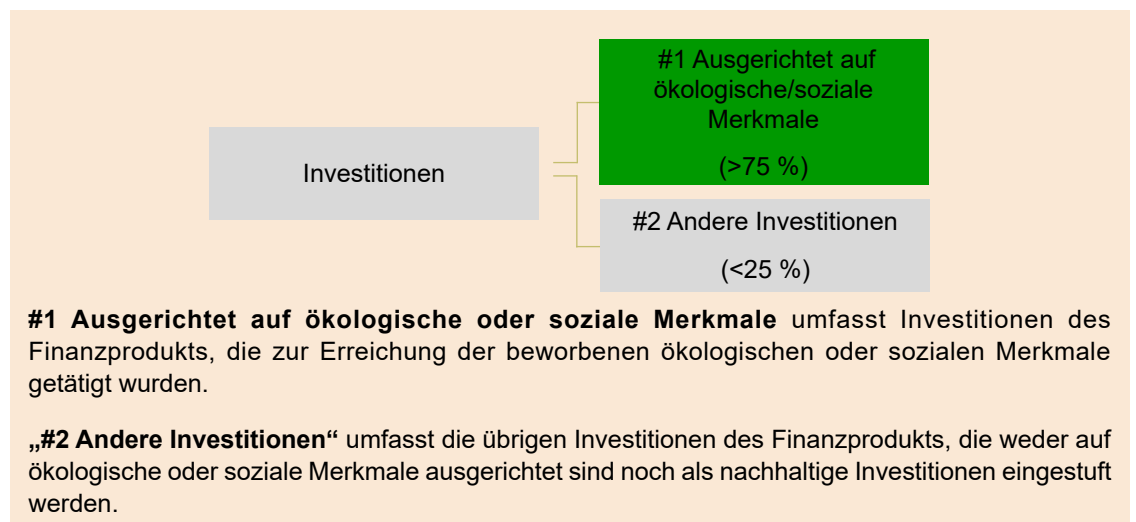 #1 Ausgerichtet auf
ökologische/soziale
Merkmale
(>75 %)
Investitionen
#2 Andere Investitionen
(<25 %)
#1 Ausgerichtet auf ökologische oder soziale Merkmale umfasst Investitionen des
Finanzprodukts, die zur Erreichung der beworbenen ökologischen oder sozialen Merkmale
getätigt wurden.
„#2 Andere Investitionen“ umfasst die übrigen Investitionen des Finanzprodukts, die weder auf
ökologische oder soziale Merkmale ausgerichtet sind noch als nachhaltige Investitionen eingestuft
werden.